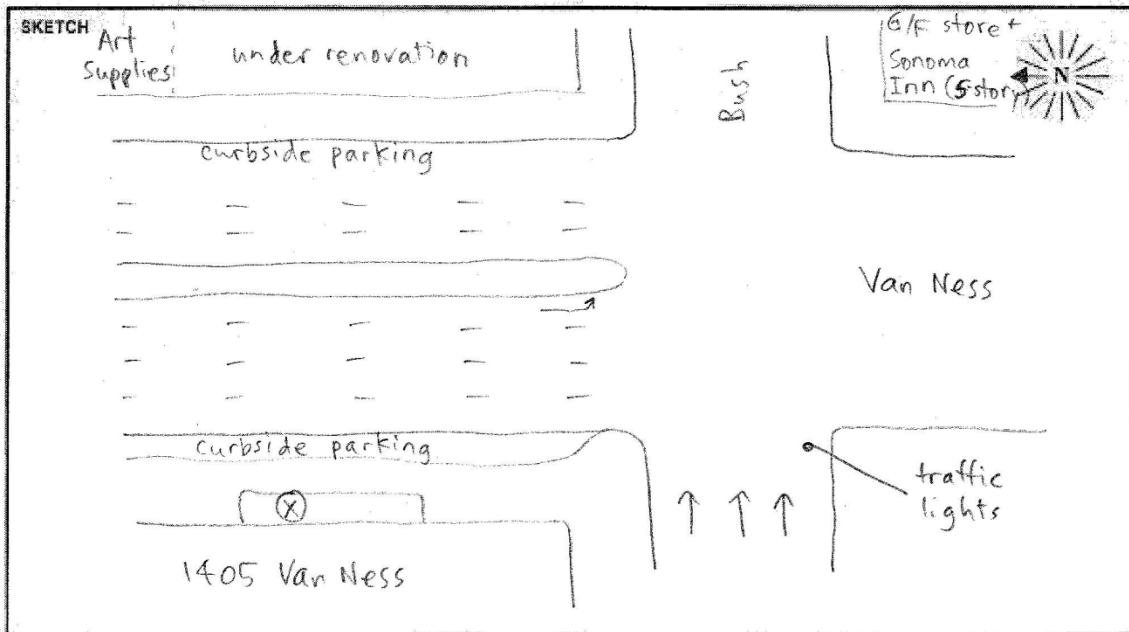 SKETCH
Art
Supplies
under renovation
Bush
G/F store +
Sonoma
Inn (5-story)
N
curbside parking
Van Ness
curbside parking
traffic
lights
X
1405 Van Ness